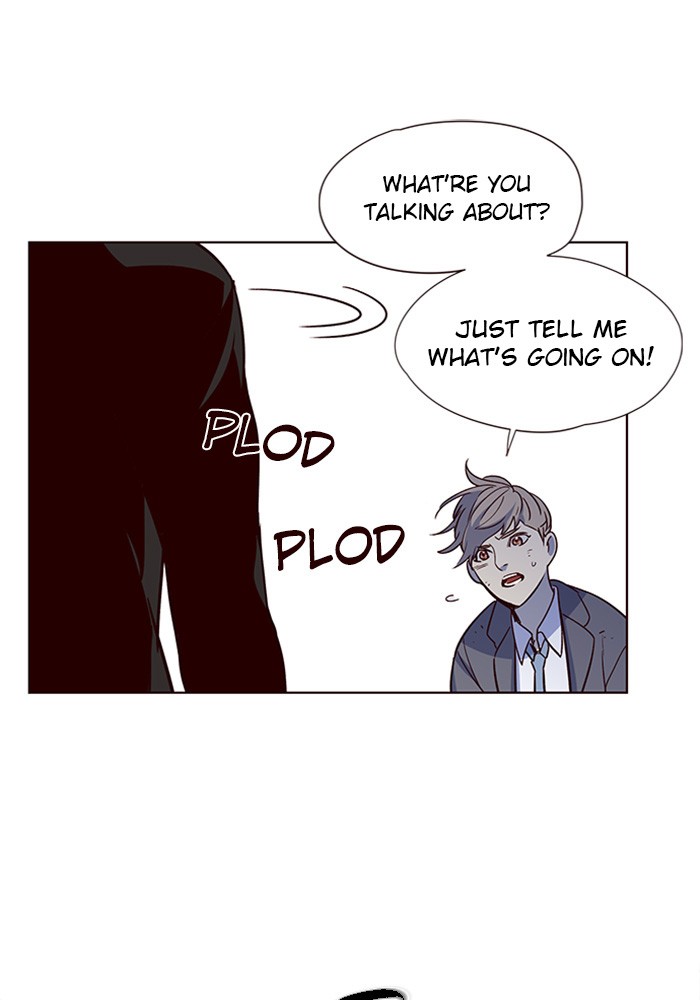 WHAT'RE YOU
TALKING ABOUT?
JUST TELL ME
WHAT'S GOING ON!
PLOD
PLOD